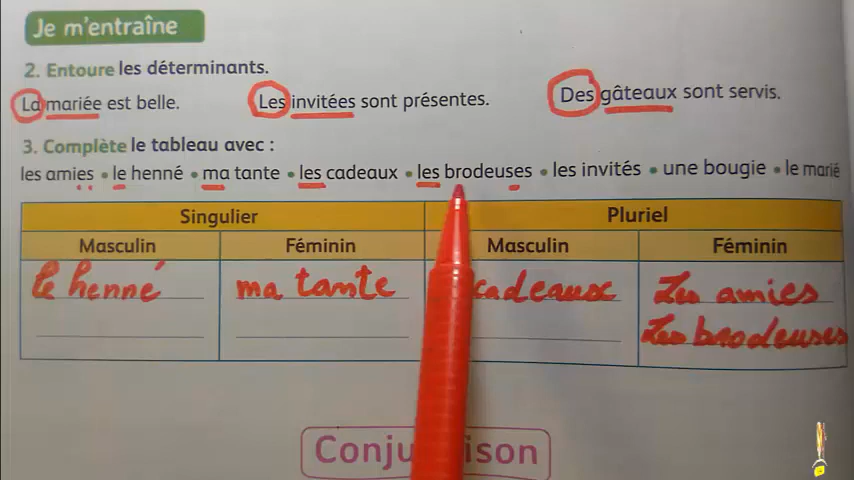 Je m'entraîne
2. Entoure les déterminants.
La mariée est belle. Les invitées sont présentes. Des gâteaux sont servis.
3. Complète le tableau avec :
les amies • le henné • ma tante • les cadeaux • les brodeuses • les invités • une bougie • le marié
Singulier Pluriel
Masculin Féminin Masculin Féminin
le henné ma tante cadeaux Les amies
Les brodeuses